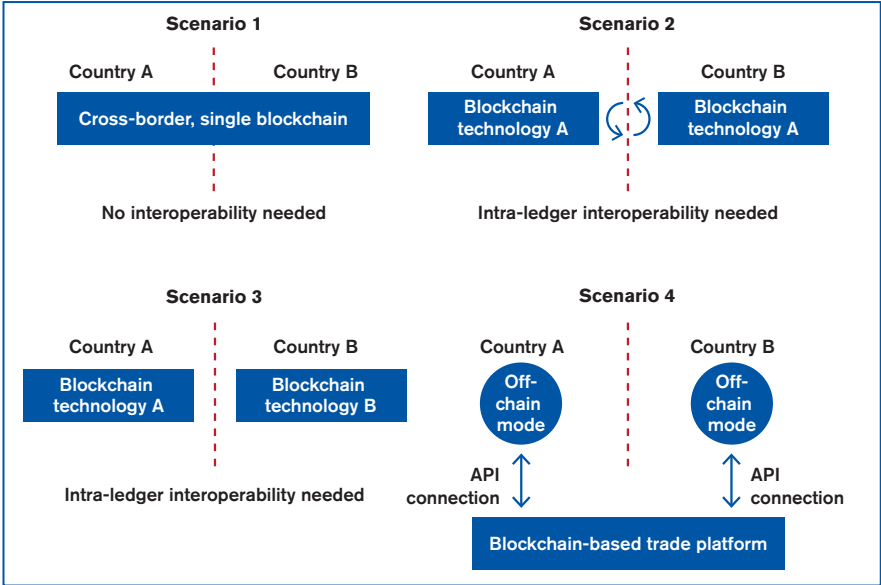 Scenario 1
Country A
Country B
Cross-border, single blockchain
No interoperability needed
Scenario 2
Country A
Country B
Blockchain
technology A
Blockchain
technology A
Intra-ledger interoperability needed
Scenario 3
Country A
Country B
Blockchain
technology A
Blockchain
technology B
Intra-ledger interoperability needed
Scenario 4
Country A
Country B
Off-
chain
mode
Off-
chain
mode
API
connection
API
connection
Blockchain-based trade platform